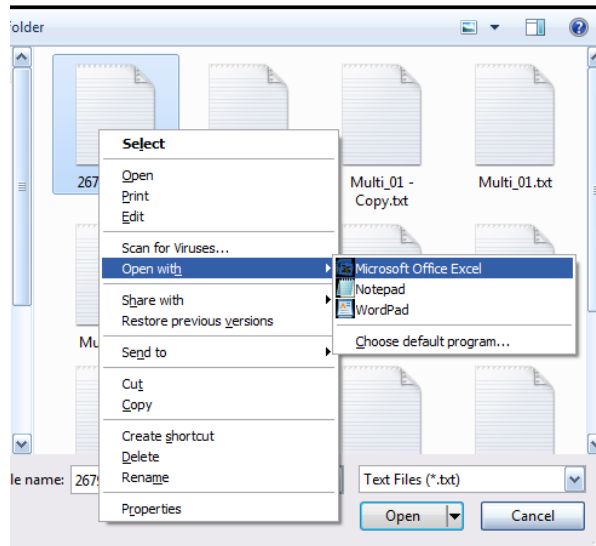 older
267
Multi_01 -
Copy.txt
Multi_01.txt
Select
Open
Print
Edit
Scan for Viruses...
Open with
Microsoft Office Excel
Notepad
WordPad
Choose default program...
Share with
Restore previous versions
Mu
Send to
Cut
Copy
Create shortcut
Delete
Rename
Properties
le name: 267
Text Files (*.txt)
Open
Cancel